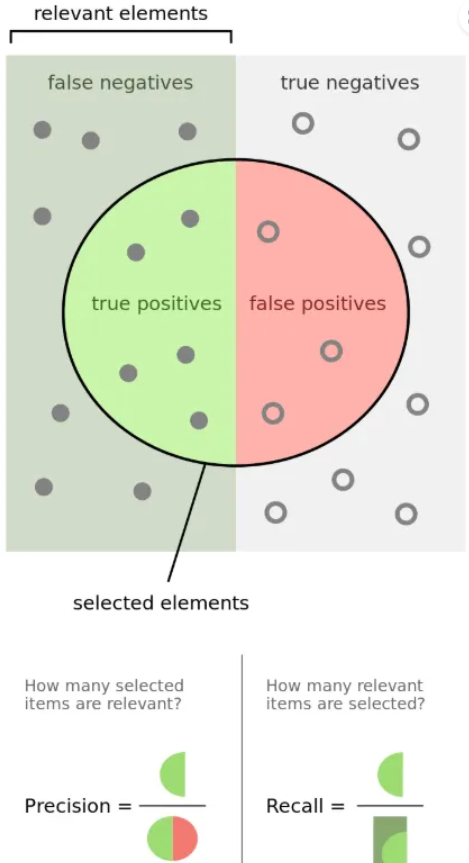 relevant elements
false negatives
true negatives
true positives
false positives
selected elements
How many selected
items are relevant?
How many relevant
items are selected?
Precision =
Recall =